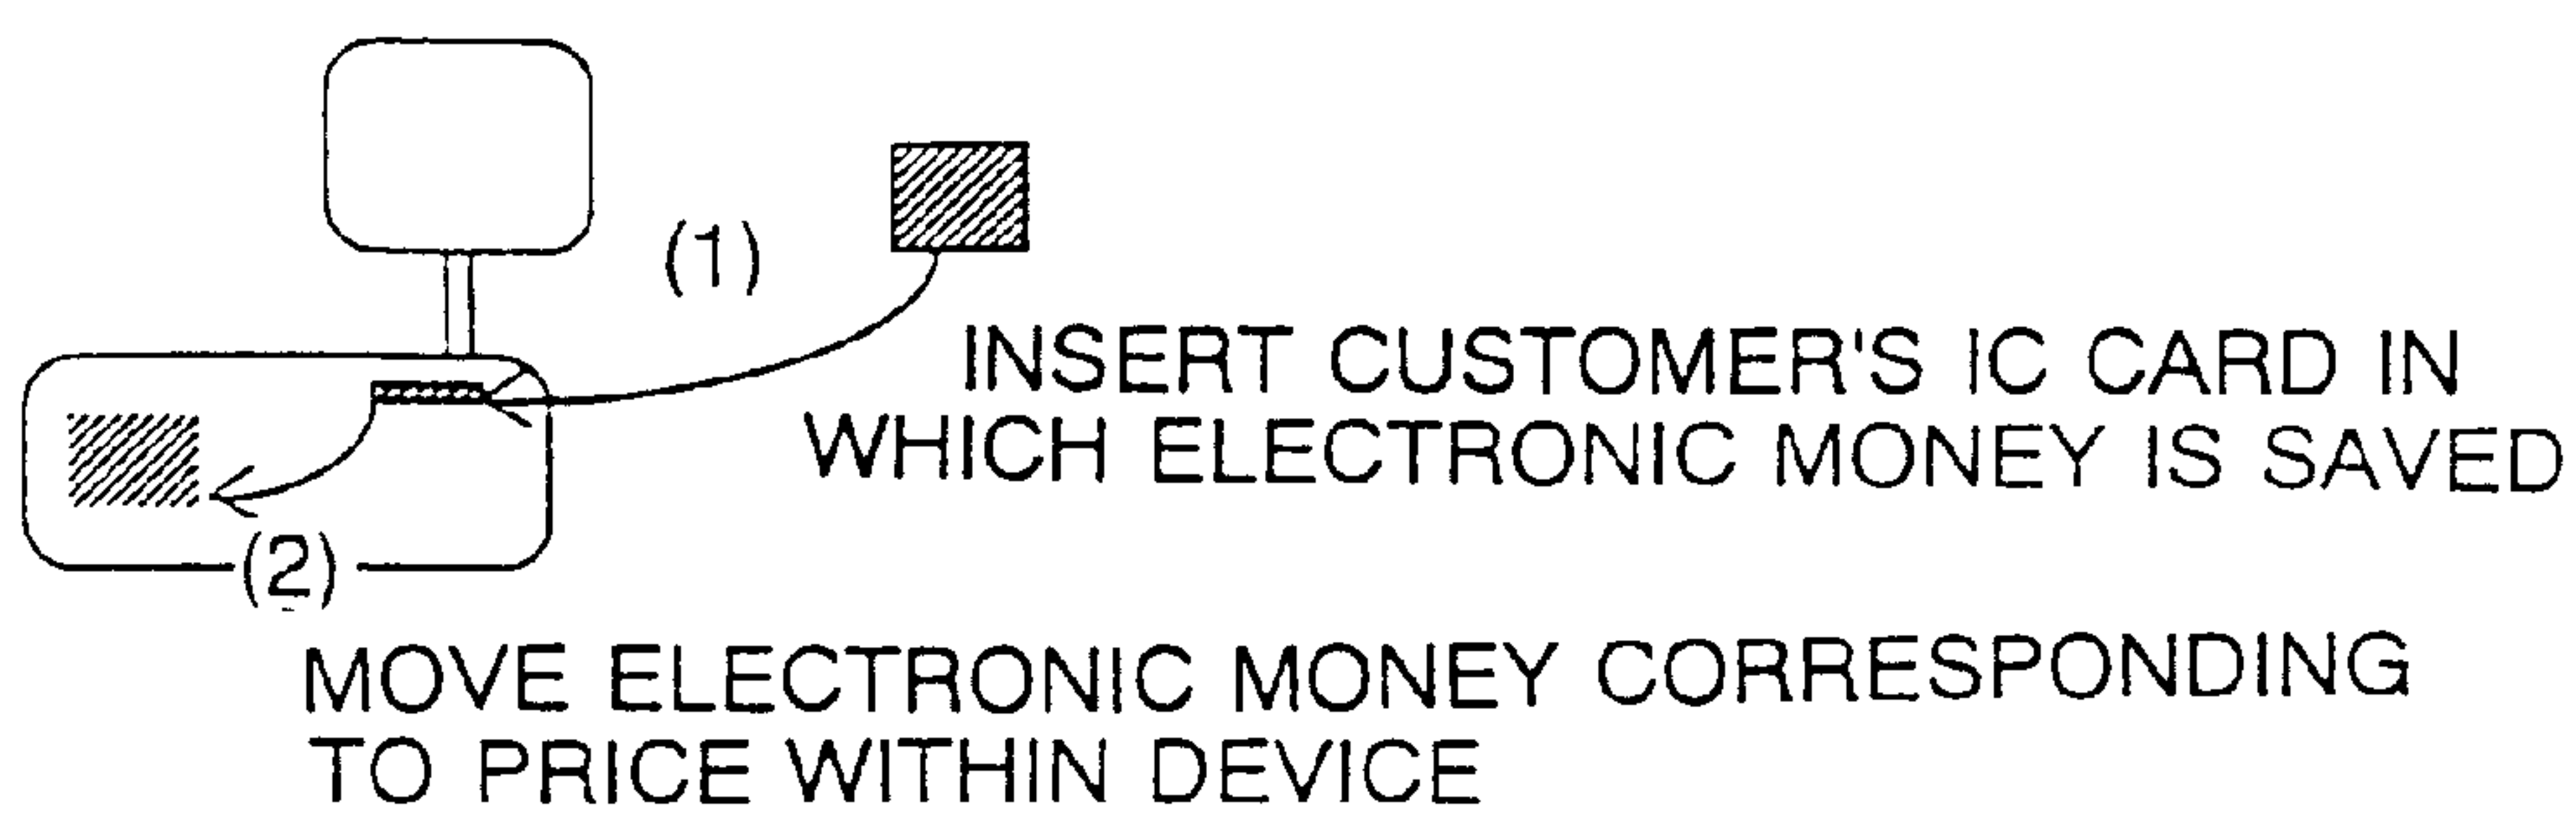 (1)
INSERT CUSTOMER'S IC CARD IN
WHICH ELECTRONIC MONEY IS SAVED
(2)
MOVE ELECTRONIC MONEY CORRESPONDING
TO PRICE WITHIN DEVICE